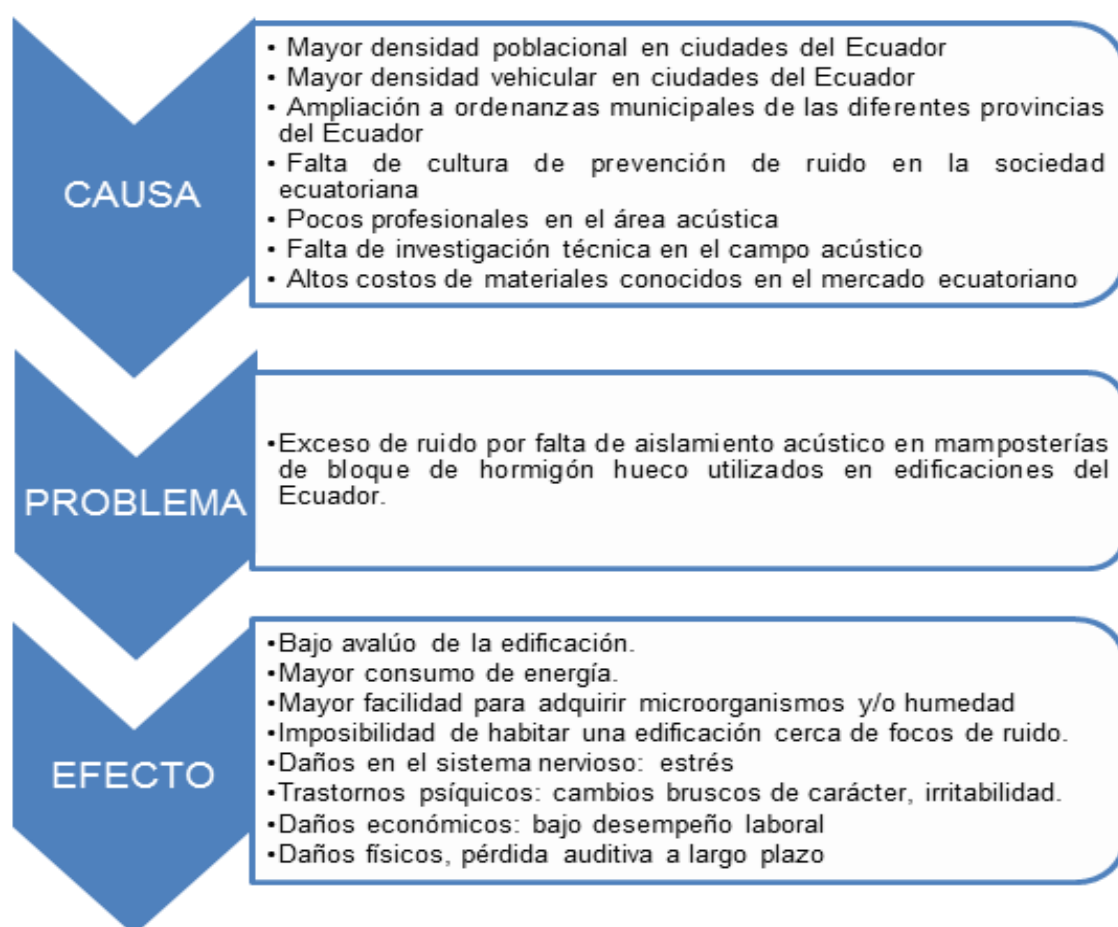 CAUSA
• Mayor densidad poblacional en ciudades del Ecuador
• Mayor densidad vehicular en ciudades del Ecuador
• Ampliación a ordenanzas municipales de las diferentes provincias
del Ecuador
• Falta de cultura de prevención de ruido en la sociedad
ecuatoriana
• Pocos profesionales en el área acústica
• Falta de investigación técnica en el campo acústico
• Altos costos de materiales conocidos en el mercado ecuatoriano
PROBLEMA
•Exceso de ruido por falta de aislamiento acústico en mamposterías
de bloque de hormigón hueco utilizados en edificaciones del
Ecuador.
EFECTO
•Bajo avalúo de la edificación.
•Mayor consumo de energía.
•Mayor facilidad para adquirir microorganismos y/o humedad
•Imposibilidad de habitar una edificación cerca de focos de ruido.
•Daños en el sistema nervioso: estrés
•Trastornos psíquicos: cambios bruscos de carácter, irritabilidad.
•Daños económicos: bajo desempeño laboral
•Daños físicos, pérdida auditiva a largo plazo